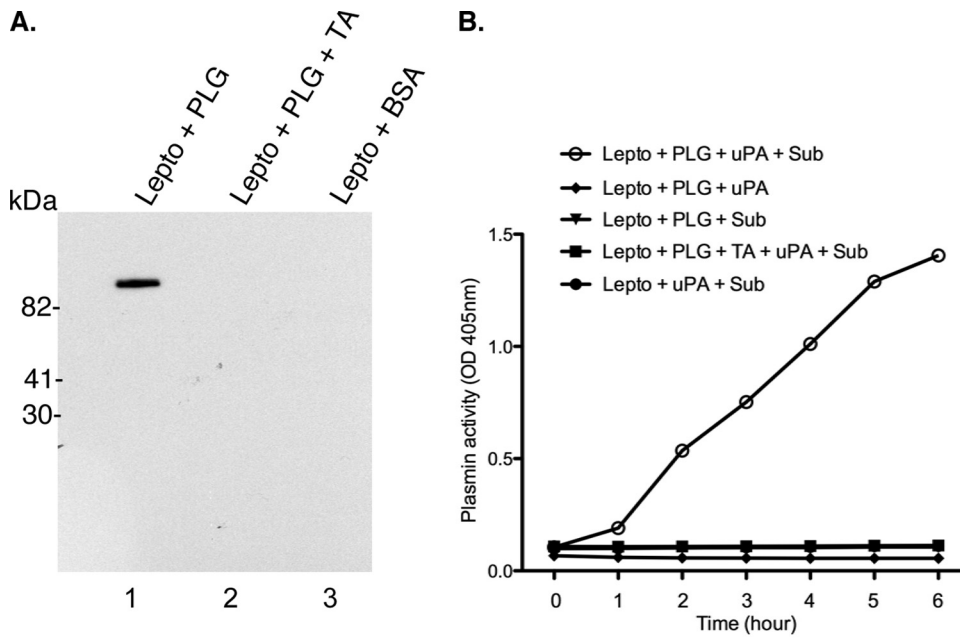 A.
Lepto + PLG
Lepto + PLG + TA
Lepto + BSA
kDa
82-
41-
30-
1 2 3
B.
Lepto + PLG + uPA + Sub
Lepto + PLG + uPA
Lepto + PLG + Sub
Lepto + PLG + TA + uPA + Sub
Lepto + uPA + Sub
Plasmin activity (OD 405nm)
1.5
1.0
0.5
0.0
0 1 2 3 4 5 6
Time (hour)